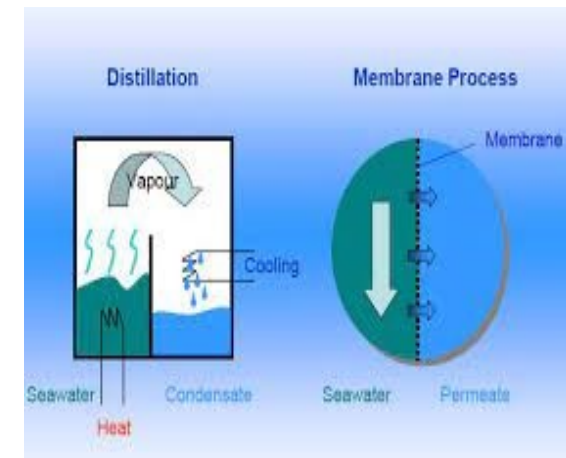 Distillation
Membrane Process
Membrane
Vapour
Cooling
Seawater
Condensate
Heat
Seawater
Permeate